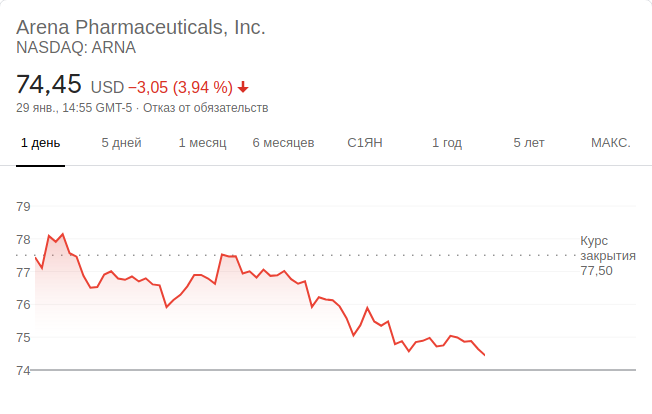 Arena Pharmaceuticals, Inc.
NASDAQ: ARNA
74,45 USD −3,05 (3,94 %)
29 янв., 14:55 GMT-5 · Отказ от обязательств
1 день 5 дней 1 месяц 6 месяцев С1ЯН 1 год 5 лет МАКС.
79
78
77
76
75
74
Курс
закрытия
77,50